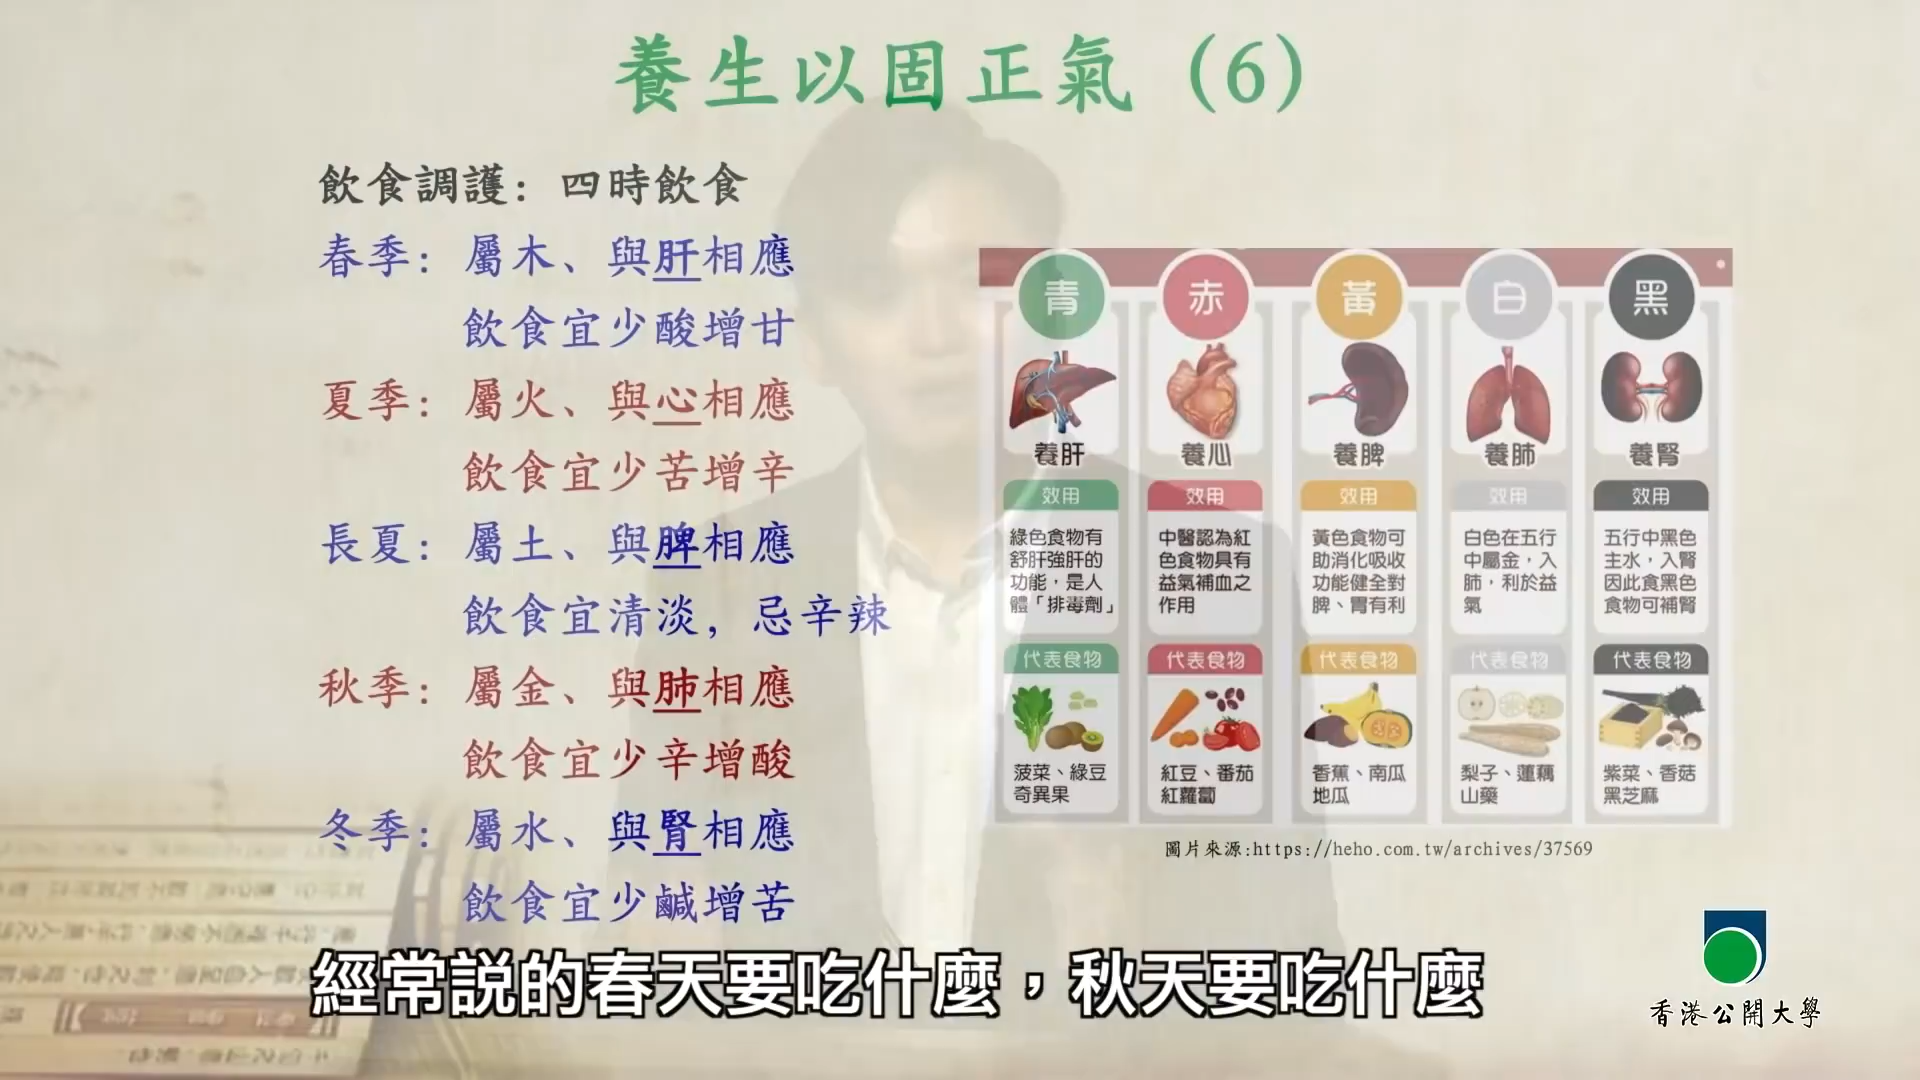 養生以固正氣（6）
飲食調護：四時飲食
春季：屬木、與肝相應
飲食宜少酸增甘
夏季：屬火、與心相應
飲食宜少苦增辛
長夏：屬土、與脾相應
飲食宜清淡，忌辛辣
秋季：屬金、與肺相應
飲食宜少辛增酸
冬季：屬水、與腎相應
飲食宜少鹹增苦
青
養肝
效用
綠色食物有
舒肝強肝的
功能，是人
體「排毒劑」
代表食物
菠菜、綠豆
奇異果
赤
養心
效用
中醫認為紅
色食物具有
益氣補血之
作用
代表食物
紅豆、番茄
紅蘿蔔
黃
養脾
效用
黃色食物可
助消化吸收
功能健全對
脾、胃有利
代表食物
香蕉、南瓜
地瓜
白
養肺
效用
白色在五行
中屬金，入
肺，利於益
氣
代表食物
梨子、蓮藕
山藥
黑
養腎
效用
五行中黑色
主水，入腎
因此食黑色
食物可補腎
代表食物
紫菜、香菇
黑芝麻
圖片來源:https://heho.com.tw/archives/37569
經常説的春天要吃什麼，秋天要吃什麼
香港公開大學